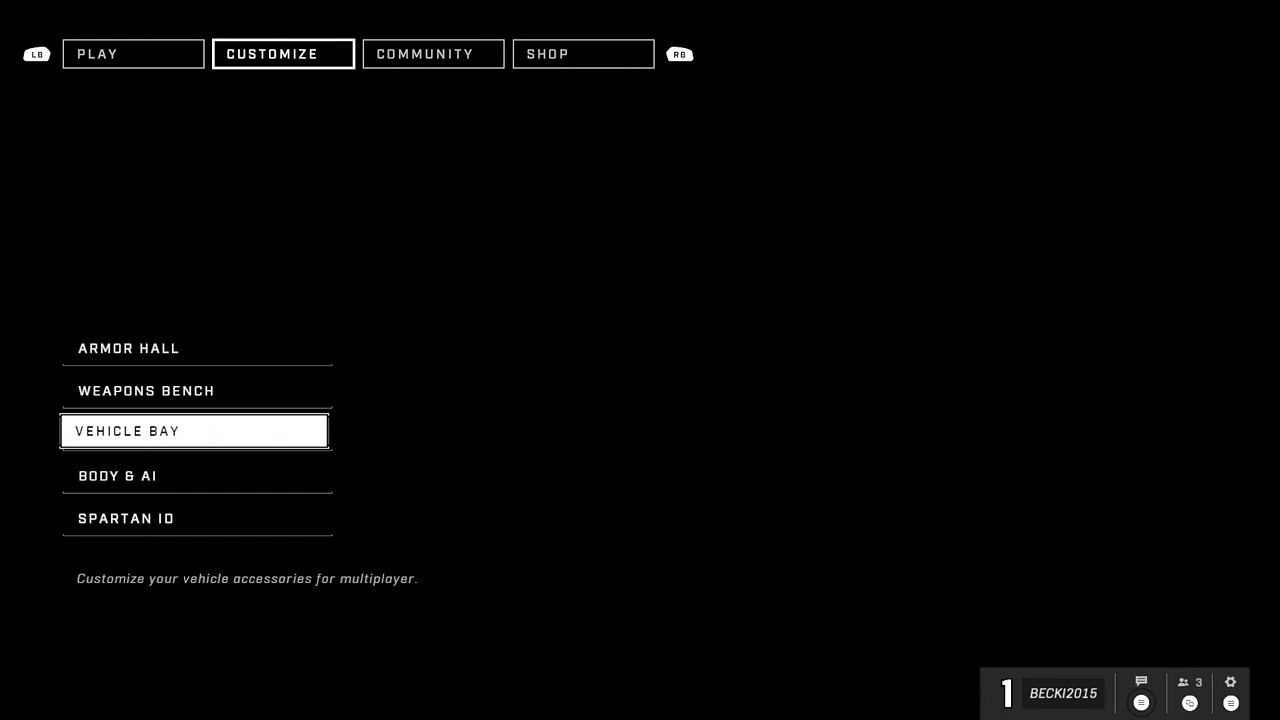 LB PLAY CUSTOMIZE COMMUNITY SHOP RB
ARMOR HALL
WEAPONS BENCH
VEHICLE BAY
BODY & AI
SPARTAN ID
Customize your vehicle accessories for multiplayer.
1 BECKI2015 3